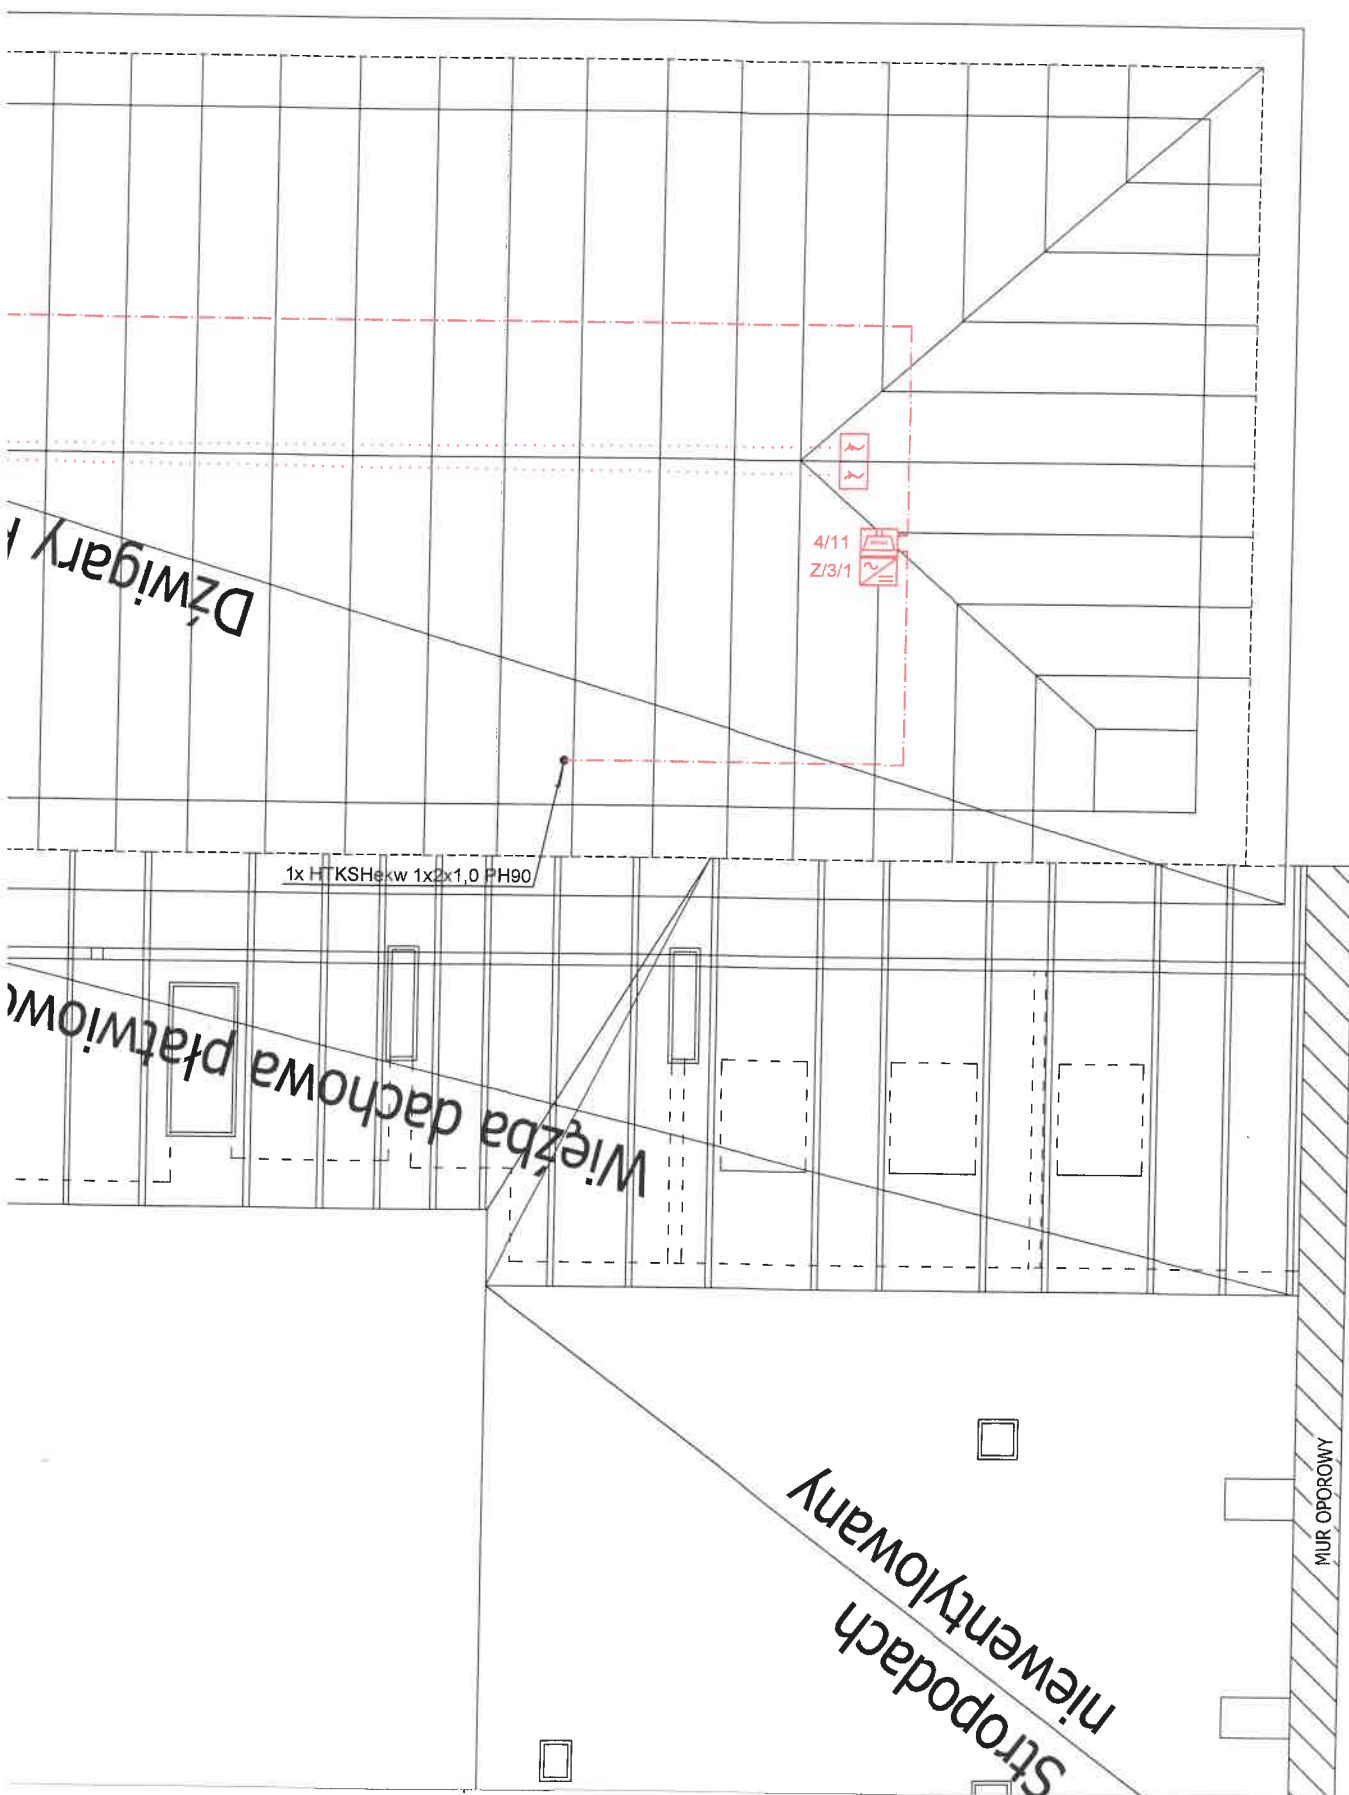 4/11
Z/3/1
Dźwigary
1x HTKSHekw 1x2x1,0 PH90
Więźba dachowa płatwiow
MUR OPOROWY
Stropodach
niewentylowany